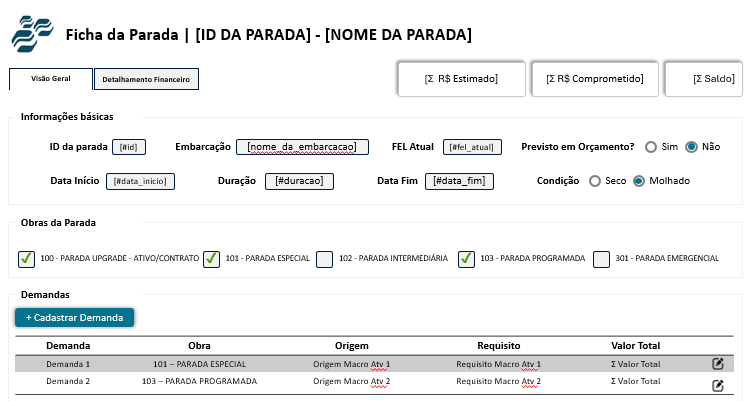 Ficha da Parada | [ID DA PARADA] - [NOME DA PARADA]
Visão Geral Detalhamento Financeiro [Σ R$ Estimado] [Σ R$ Comprometido] [Σ Saldo]
Informações básicas
ID da parada [#id] Embarcação [nome_da_embarcacao] FEL Atual [#fel_atual] Previsto em Orçamento? Sim Não
Data Início [#data_inicio] Duração [#duracao] Data Fim [#data_fim] Condição Seco Molhado
Obras da Parada
100 - PARADA UPGRADE - ATIVO/CONTRATO 101 - PARADA ESPECIAL 102 - PARADA INTERMEDIÁRIA 103 - PARADA PROGRAMADA 301 - PARADA EMERGENCIAL
Demandas
+ Cadastrar Demanda
Demanda Obra Origem Requisito Valor Total
Demanda 1 101 – PARADA ESPECIAL Origem Macro Atv 1 Requisito Macro Atv 1 Σ Valor Total
Demanda 2 103 – PARADA PROGRAMADA Origem Macro Atv 2 Requisito Macro Atv 2 Σ Valor Total